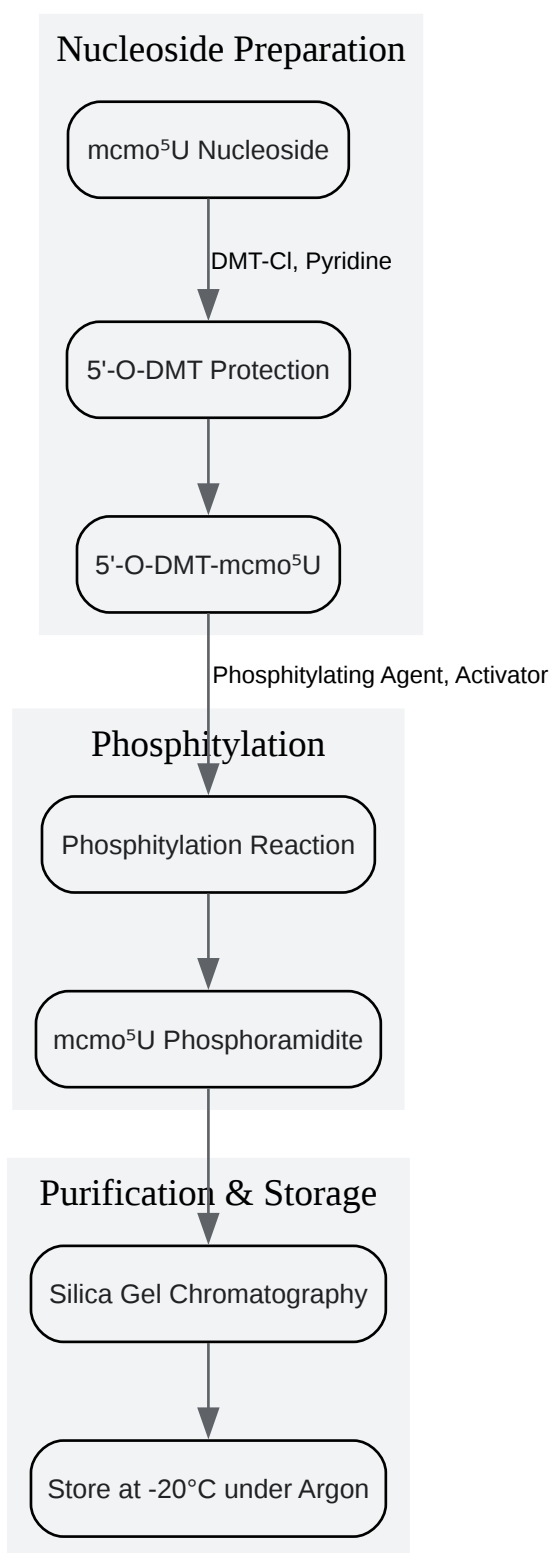 Nucleoside Preparation
mcmo⁵U Nucleoside
DMT-Cl, Pyridine
5'-O-DMT Protection
5'-O-DMT-mcmo⁵U
Phosphitylating Agent, Activator
Phosphitylation
Phosphitylation Reaction
mcmo⁵U Phosphoramidite
Purification & Storage
Silica Gel Chromatography
Store at -20°C under Argon